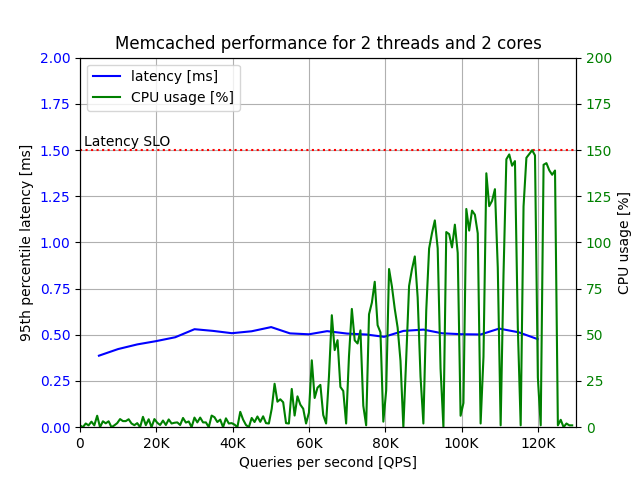 Memcached performance for 2 threads and 2 cores
latency [ms]
CPU usage [%]
Latency SLO
95th percentile latency [ms]
2.00
1.75
1.50
1.25
1.00
0.75
0.50
0.25
0.00
200
175
150
125
100
75
50
25
0
CPU usage [%]
0 20K 40K 60K 80K 100K 120K
Queries per second [QPS]